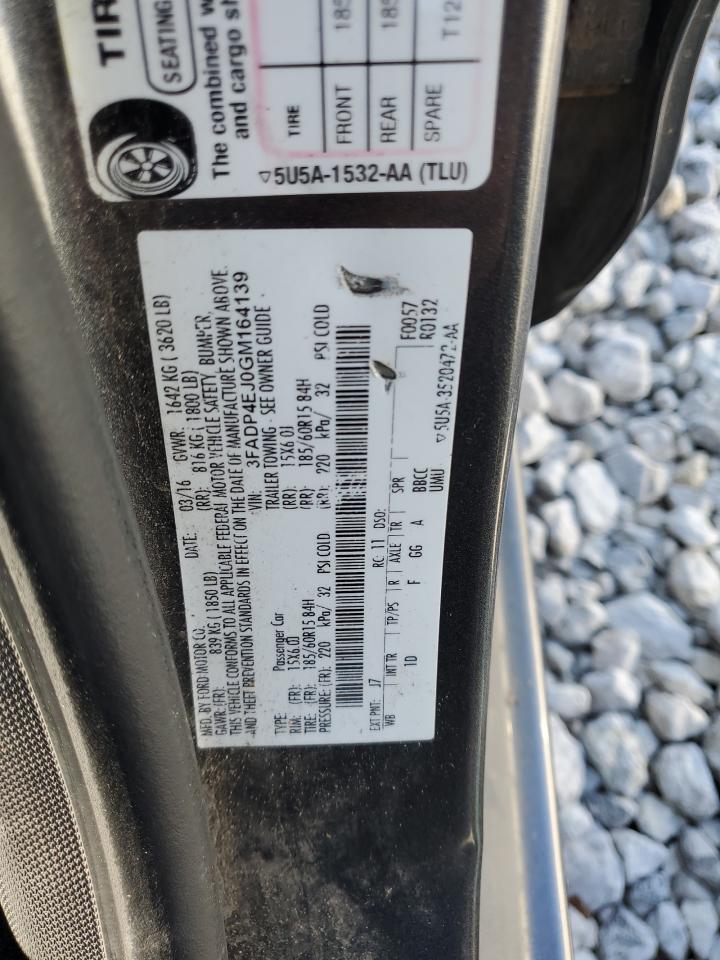 TIR
SEATING
The combined w
and cargo sh
TIRE
FRONT 185
REAR 185
SPARE T12
5U5A-1532-AA (TLU)
MFD. BY FORD MOTOR CO. DATE: 03/16 GVWR: 1642 KG ( 3620 LB)
GAWR: (FR): 839 KG ( 1850 LB) (RR): 816 KG ( 1800 LB)
THIS VEHICLE CONFORMS TO ALL APPLICABLE FEDERAL MOTOR VEHICLE SAFETY, BUMPER,
AND THEFT PREVENTION STANDARDS IN EFFECT ON THE DATE OF MANUFACTURE SHOWN ABOVE.
VIN: 3FADP4EJ0GM164139
TYPE: Passenger Car TRAILER TOWING - SEE OWNER GUIDE
RIM: (FR): 15X6.0J (RR): 15X6.0J
TIRE: (FR): 185/60R15 84H (RR): 185/60R15 84H
PRESSURE:(FR): 220 kPa/ 32 PSI COLD (RR): 220 kPa/ 32 PSI COLD
EXT PNT: J7 RC: 11 DSO: F0057
WB INT TR TP/PS R AXLE TR SPR R0132
1D F GG A BBCC
UMU
5U5A-3520472-AA